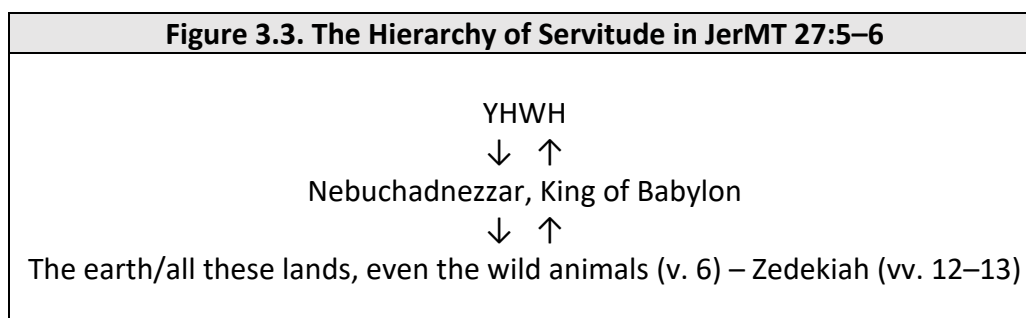 Figure 3.3. The Hierarchy of Servitude in JerMT 27:5–6
YHWH
↓ ↑
Nebuchadnezzar, King of Babylon
↓ ↑
The earth/all these lands, even the wild animals (v. 6) – Zedekiah (vv. 12–13)